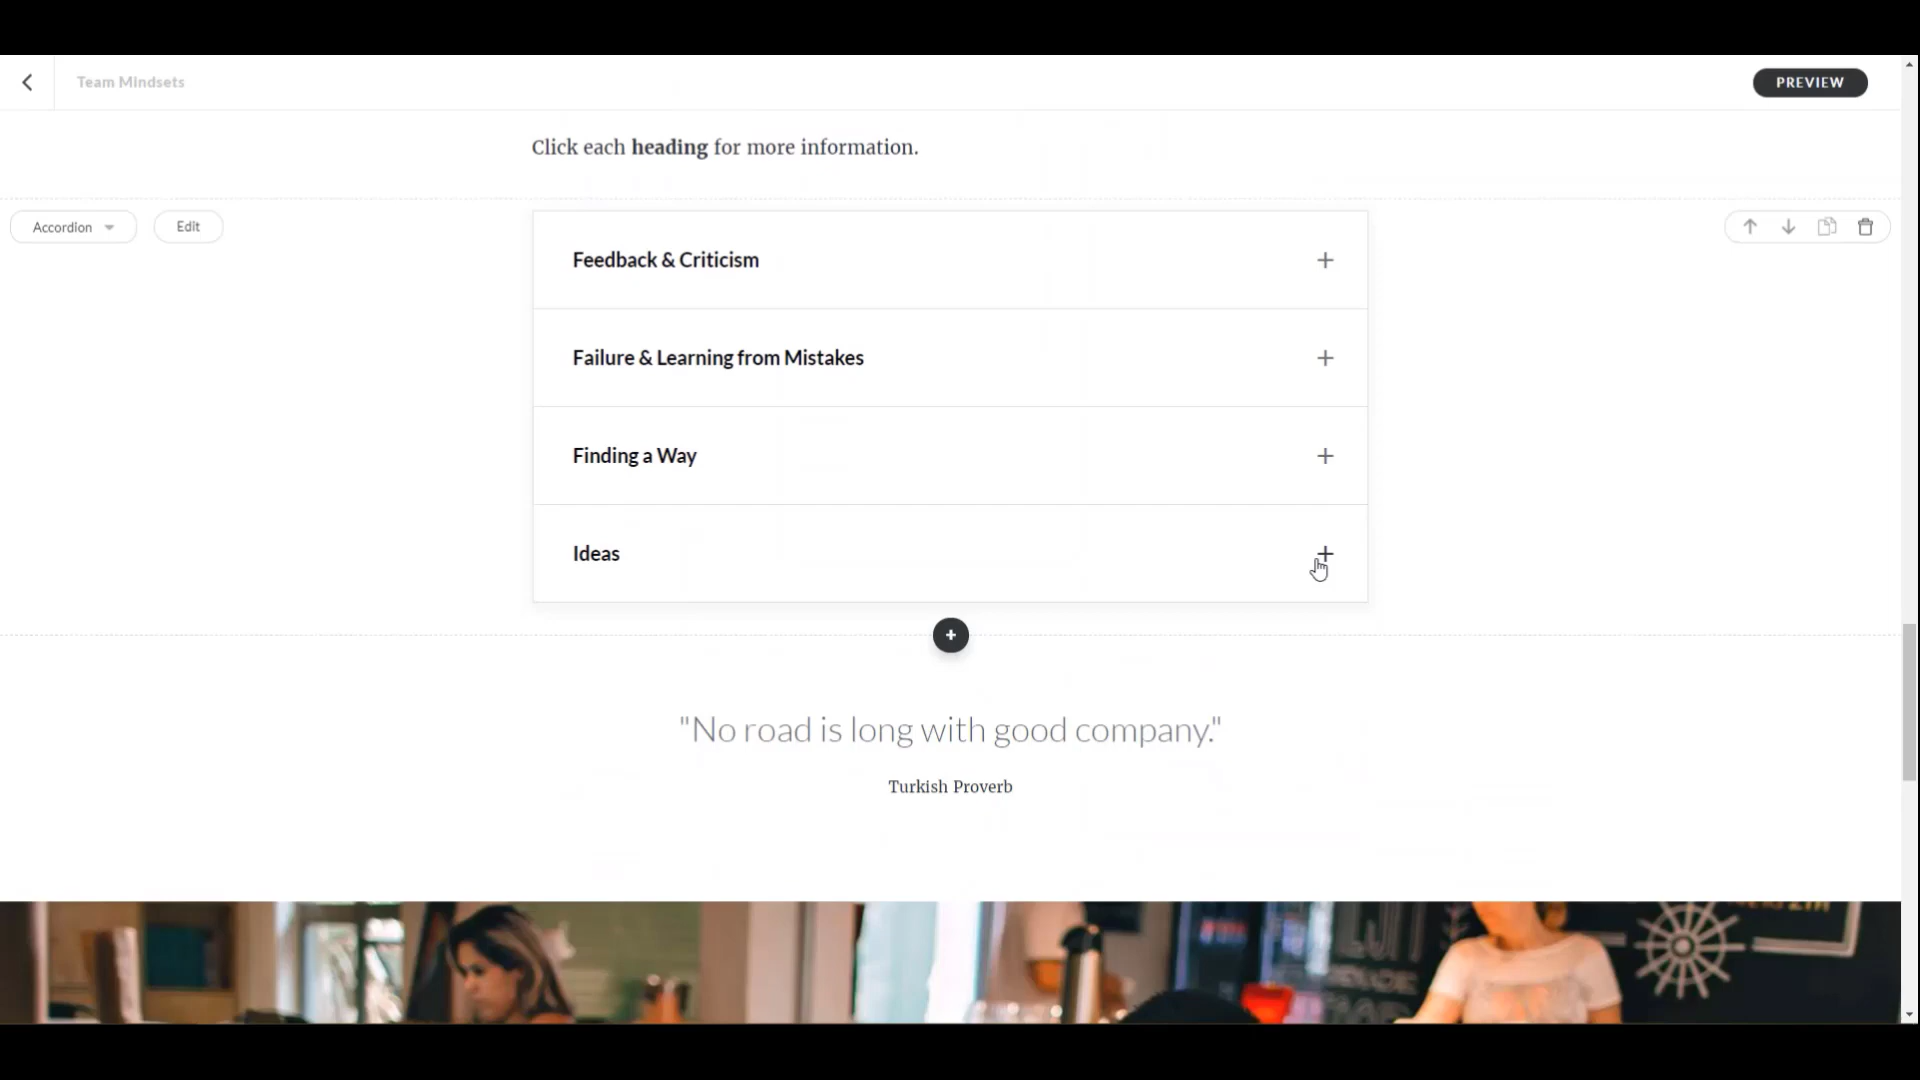 Team Mindsets
PREVIEW
Click each heading for more information.
Accordion
Edit
Feedback & Criticism
Failure & Learning from Mistakes
Finding a Way
Ideas
"No road is long with good company."
Turkish Proverb